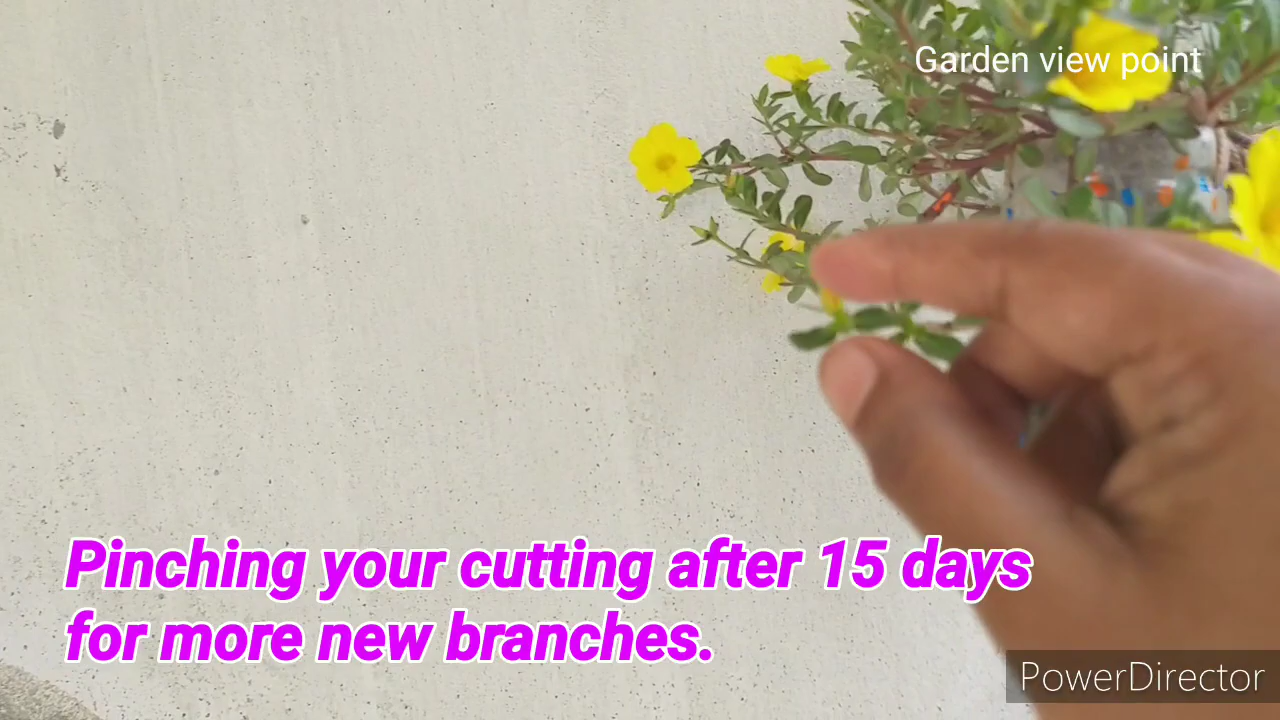 Garden view point
Pinching your cutting after 15 days
for more new branches.
PowerDirector